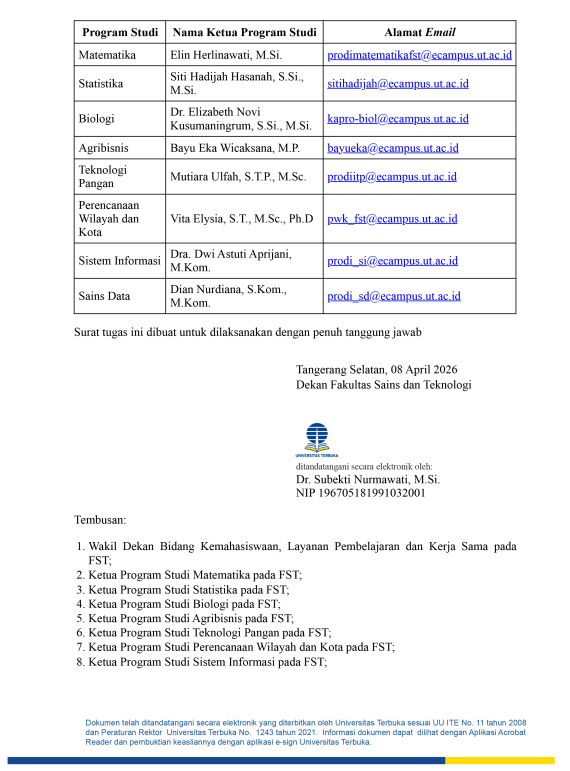 Program Studi Nama Ketua Program Studi Alamat Email
Matematika Elin Herlinawati, M.Si. prodimatematikafst@ecampus.ut.ac.id
Statistika Siti Hadijah Hasanah, S.Si.,
M.Si. sitihadijah@ecampus.ut.ac.id
Biologi Dr. Elizabeth Novi
Kusumaningrum, S.Si., M.Si. kapro-biol@ecampus.ut.ac.id
Agribisnis Bayu Eka Wicaksana, M.P. bayueka@ecampus.ut.ac.id
Teknologi
Pangan Mutiara Ulfah, S.T.P., M.Sc. prodiitp@ecampus.ut.ac.id
Perencanaan
Wilayah dan
Kota Vita Elysia, S.T., M.Sc., Ph.D pwk_fst@ecampus.ut.ac.id
Sistem Informasi Dra. Dwi Astuti Aprijani,
M.Kom. prodi_si@ecampus.ut.ac.id
Sains Data Dian Nurdiana, S.Kom.,
M.Kom. prodi_sd@ecampus.ut.ac.id
Surat tugas ini dibuat untuk dilaksanakan dengan penuh tanggung jawab
Tangerang Selatan, 08 April 2026
Dekan Fakultas Sains dan Teknologi
UNIVERSITAS TERBUKA
ditandatangani secara elektronik oleh:
Dr. Subekti Nurmawati, M.Si.
NIP 196705181991032001
Tembusan:
1. Wakil Dekan Bidang Kemahasiswaan, Layanan Pembelajaran dan Kerja Sama pada
FST;
2. Ketua Program Studi Matematika pada FST;
3. Ketua Program Studi Statistika pada FST;
4. Ketua Program Studi Biologi pada FST;
5. Ketua Program Studi Agribisnis pada FST;
6. Ketua Program Studi Teknologi Pangan pada FST;
7. Ketua Program Studi Perencanaan Wilayah dan Kota pada FST;
8. Ketua Program Studi Sistem Informasi pada FST;
Dokumen telah ditandatangani secara elektronik yang diterbitkan oleh Universitas Terbuka sesuai UU ITE No. 11 tahun 2008
dan Peraturan Rektor Universitas Terbuka No. 1243 tahun 2021. Informasi dokumen dapat dilihat dengan Aplikasi Acrobat
Reader dan pembuktian keasliannya dengan aplikasi e-sign Universitas Terbuka.